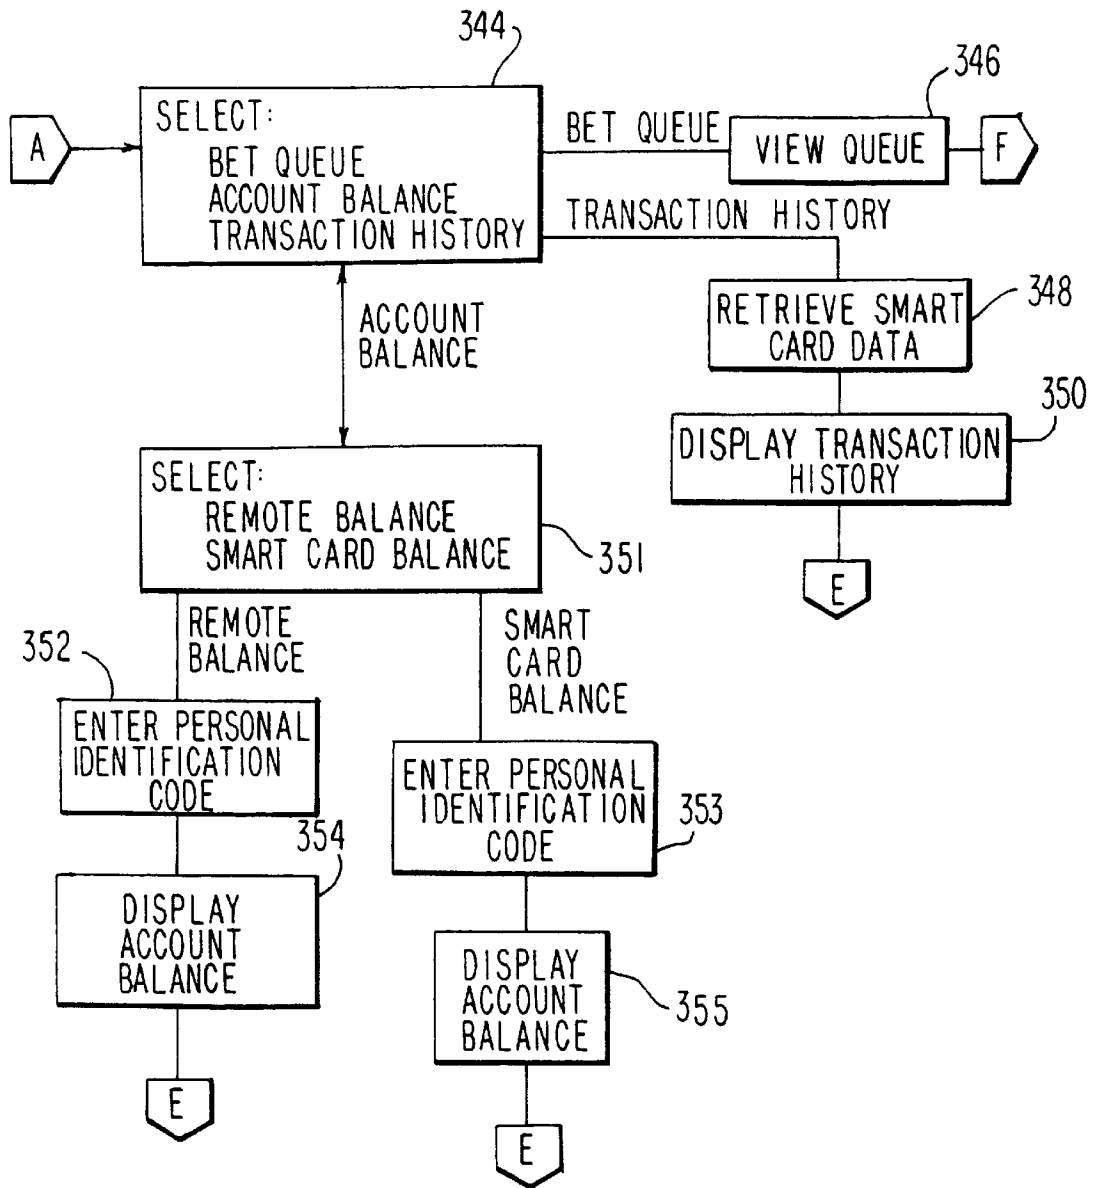 344
346
A
SELECT:
BET QUEUE
ACCOUNT BALANCE
TRANSACTION HISTORY
BET QUEUE
VIEW QUEUE
F
TRANSACTION HISTORY
348
RETRIEVE SMART
CARD DATA
350
DISPLAY TRANSACTION
HISTORY
E
ACCOUNT
BALANCE
SELECT:
REMOTE BALANCE
SMART CARD BALANCE
351
REMOTE
BALANCE
SMART
CARD
BALANCE
352
ENTER PERSONAL
IDENTIFICATION
CODE
354
DISPLAY
ACCOUNT
BALANCE
E
ENTER PERSONAL
IDENTIFICATION
CODE
353
DISPLAY
ACCOUNT
BALANCE
355
E